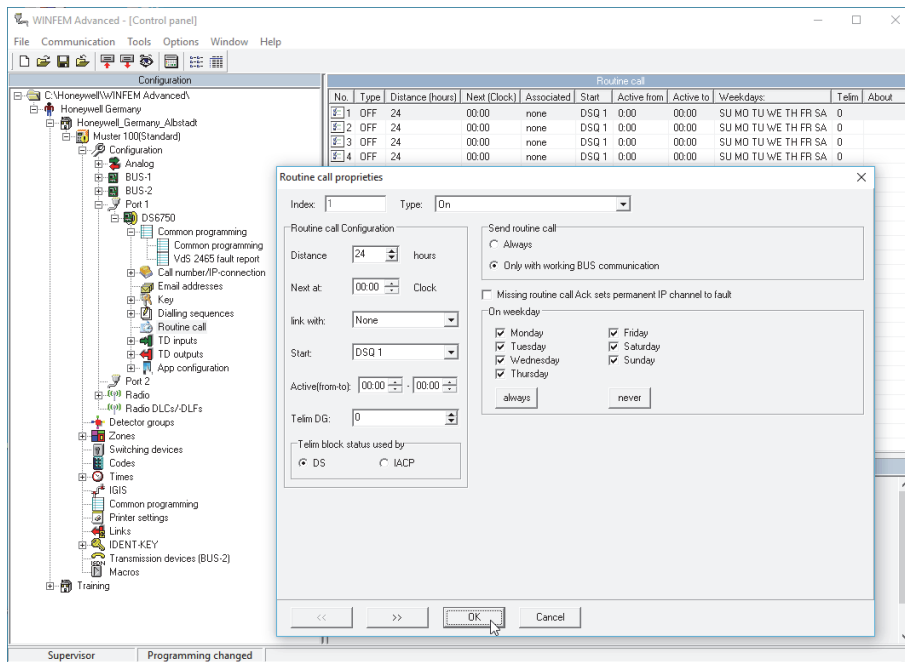 WINFEM Advanced - [Control panel]
File Communication Tools Options Window Help
Configuration
C:\Honeywell\WINFEM Advanced\
Honeywell Germany
Honeywell_Germany_Albstadt
Muster 100(Standard)
Configuration
Analog
BUS-1
BUS-2
Port 1
DS6750
Common programming
Common programming
VdS 2465 fault report
Call number/IP-connection
Email addresses
Key
Dialling sequences
Routine call
TD inputs
TD outputs
App configuration
Port 2
Radio
Radio DLCs/-DLFs
Detector groups
Zones
Switching devices
Codes
Times
IGIS
Common programming
Printer settings
Links
IDENT-KEY
Transmission devices (BUS-2)
Macros
Training
Routine call
No. Type Distance (hours) Next (Clock) Associated Start Active from Active to Weekdays: Telim About
1 OFF 24 00:00 none DSQ 1 0:00 00:00 SU MO TU WE TH FR SA 0
2 OFF 24 00:00 none DSQ 1 0:00 00:00 SU MO TU WE TH FR SA 0
3 OFF 24 00:00 none DSQ 1 0:00 00:00 SU MO TU WE TH FR SA 0
4 OFF 24 00:00 none DSQ 1 0:00 00:00 SU MO TU WE TH FR SA 0
Routine call proprieties
Index: 1 Type: On
Routine call Configuration
Distance 24 hours
Next at: 00:00 Clock
link with: None
Start: DSQ 1
Active(from-to): 00:00 - 00:00
Telim DG: 0
Telim block status used by
DS IACP
Send routine call
Always
Only with working BUS communication
Missing routine call Ack sets permanent IP channel to fault
On weekday
Monday Friday
Tuesday Saturday
Wednesday Sunday
Thursday
always never
<< >> OK Cancel
Supervisor Programming changed